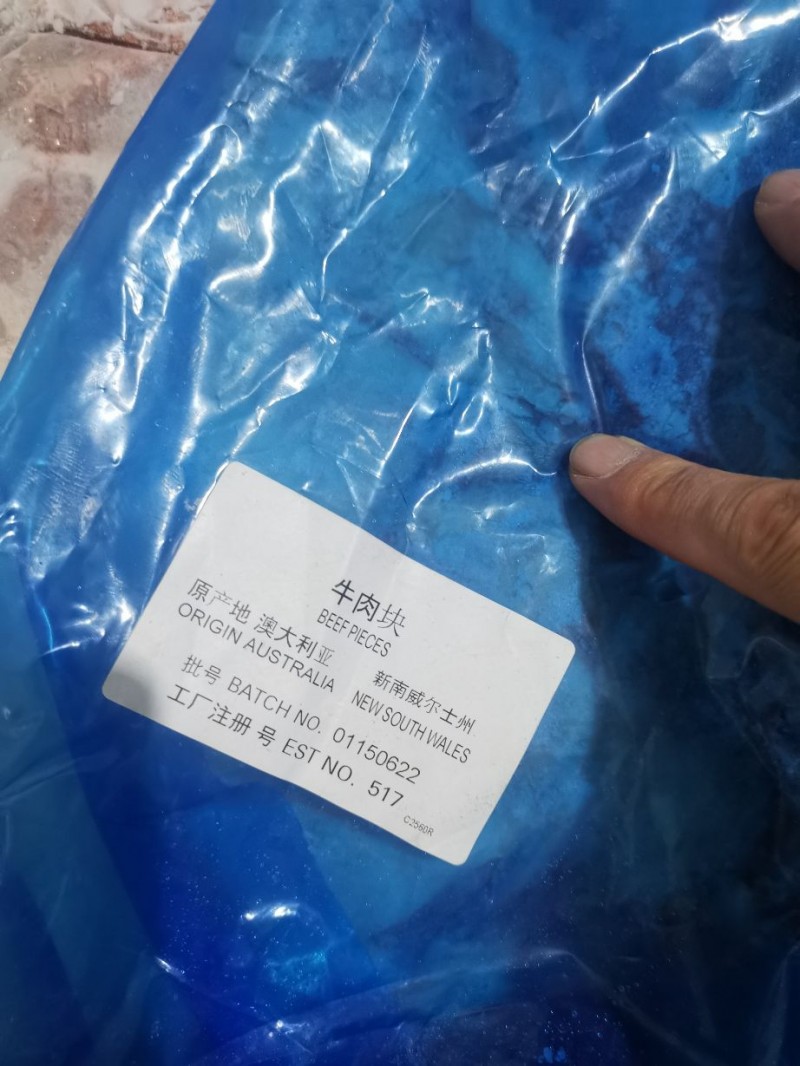 牛肉块
BEEF PIECES
原产地 澳大利亚 新南威尔士州
ORIGIN AUSTRALIA NEW SOUTH WALES
批号 BATCH NO. 01150622
工厂注册 号 EST NO. 517
C2560R